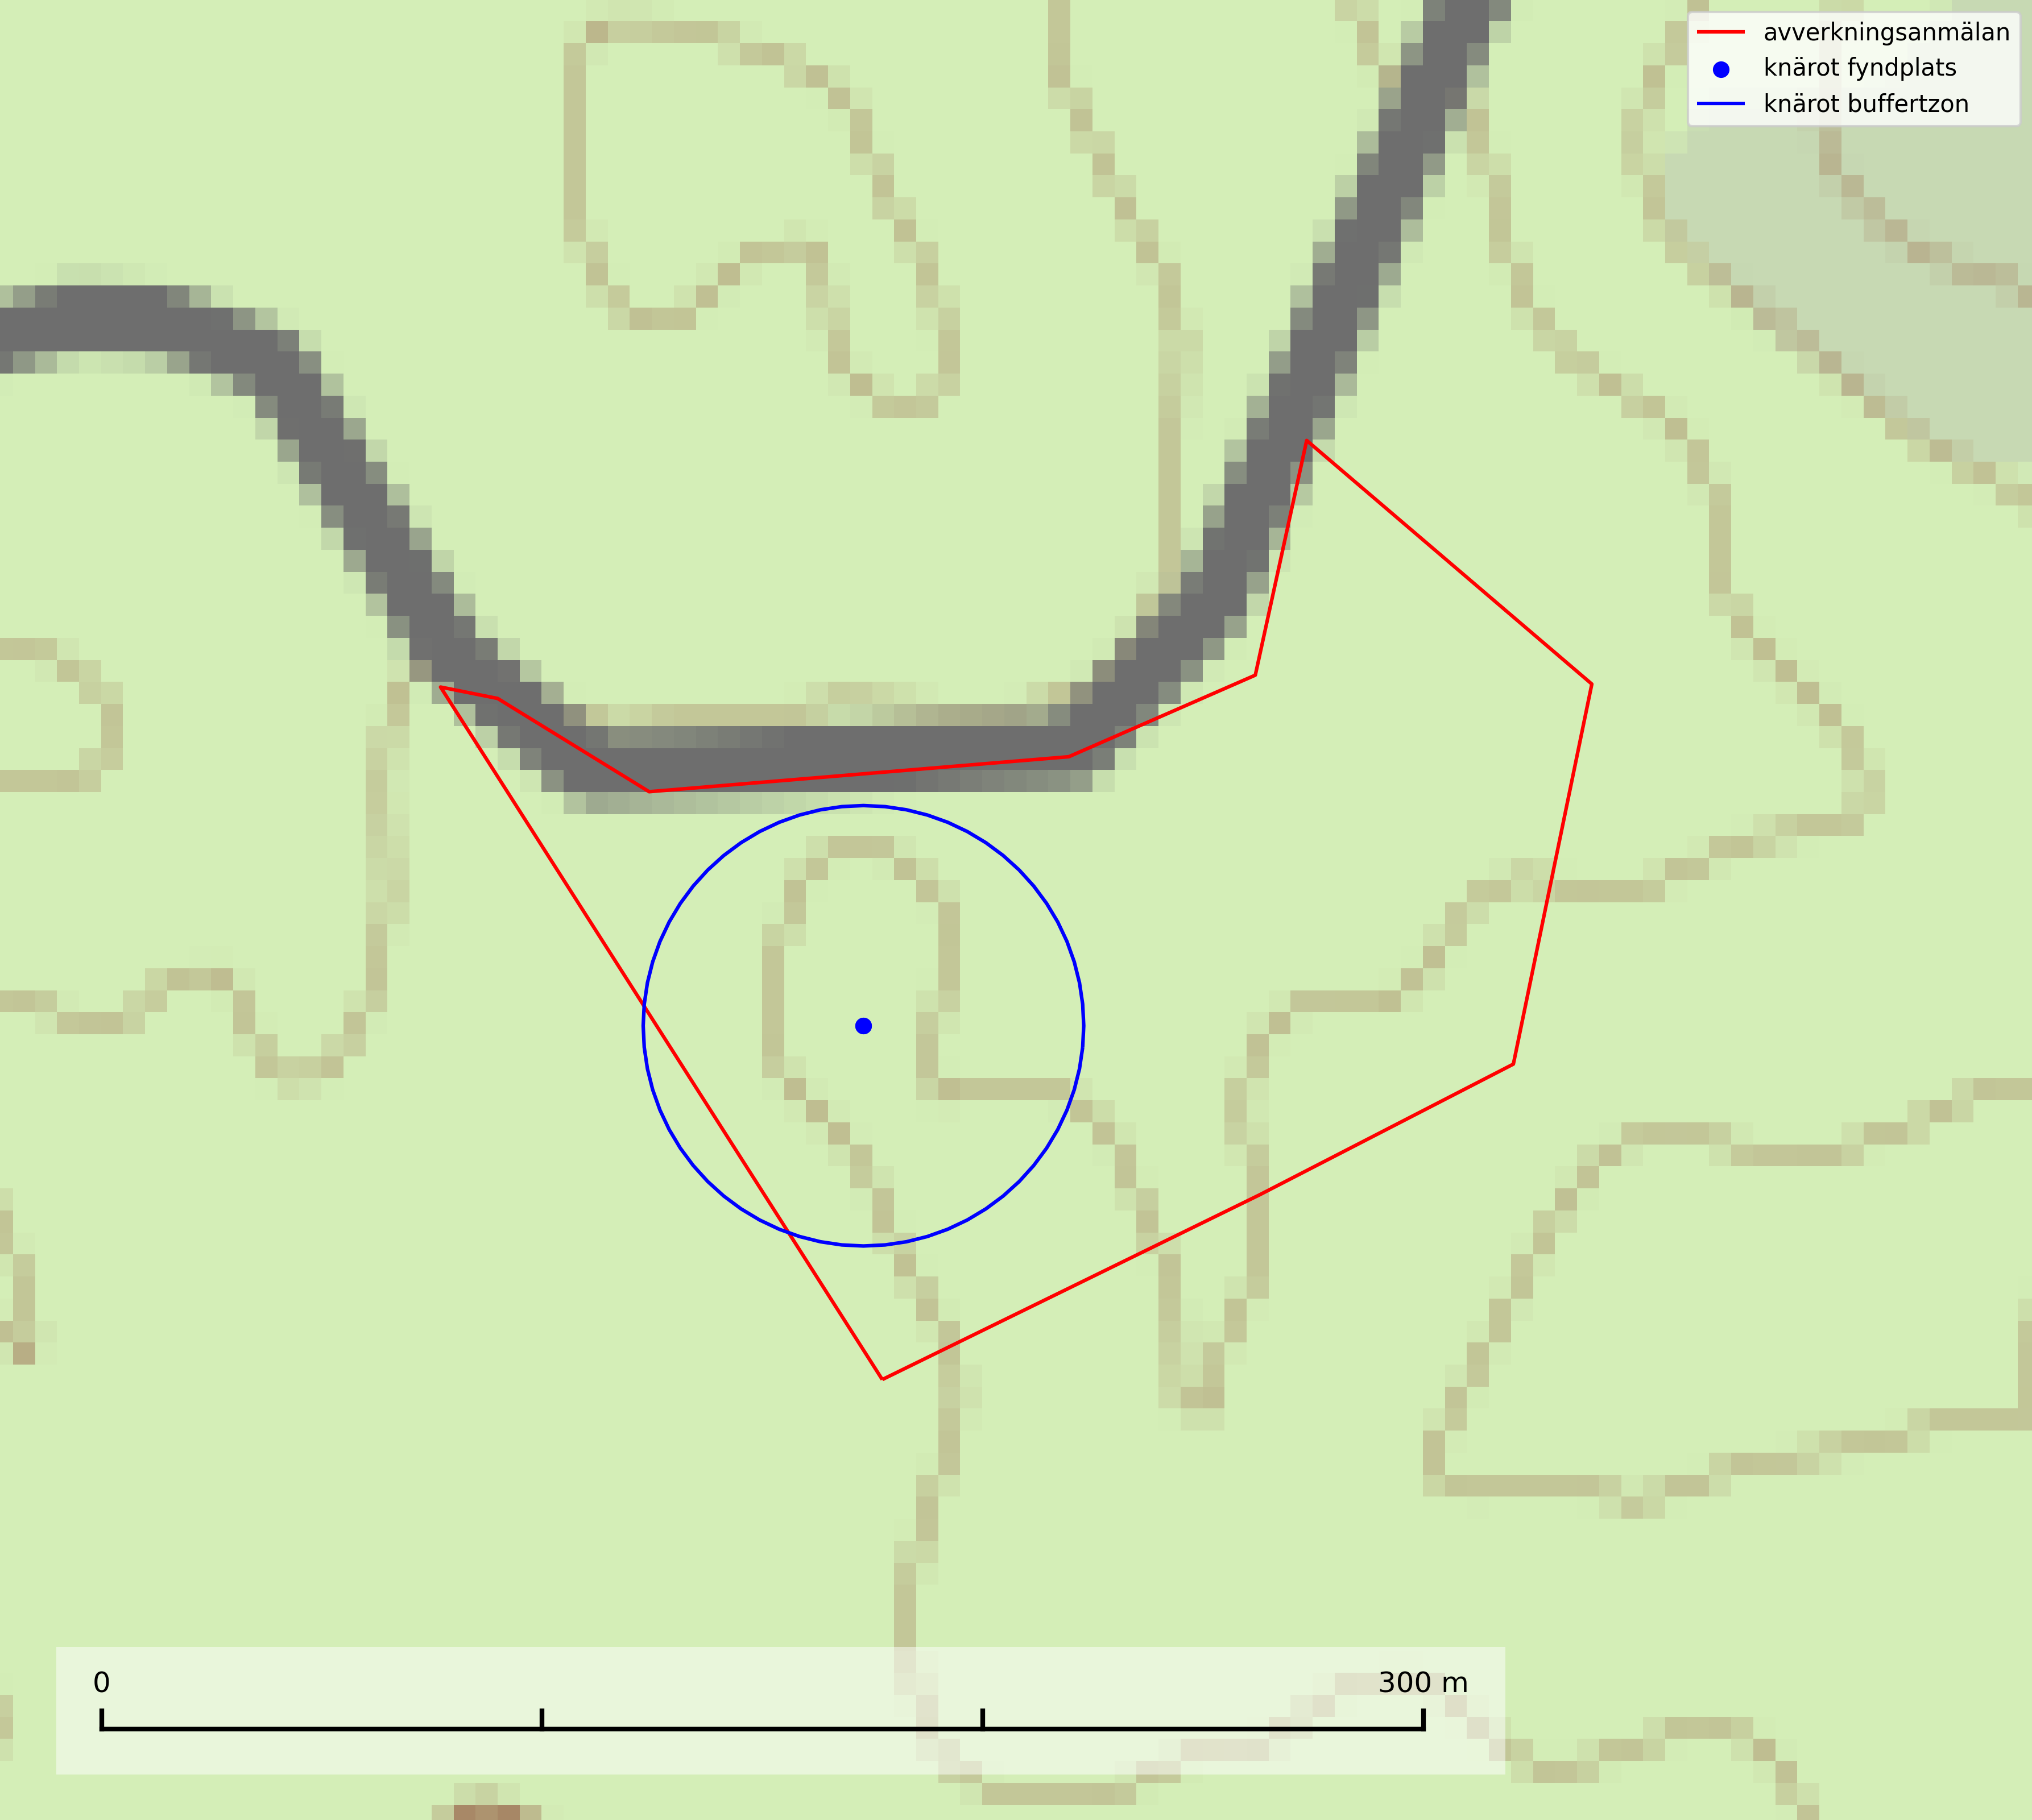 avverkningsanmälan
knärot fyndplats
knärot buffertzon
0
300 m